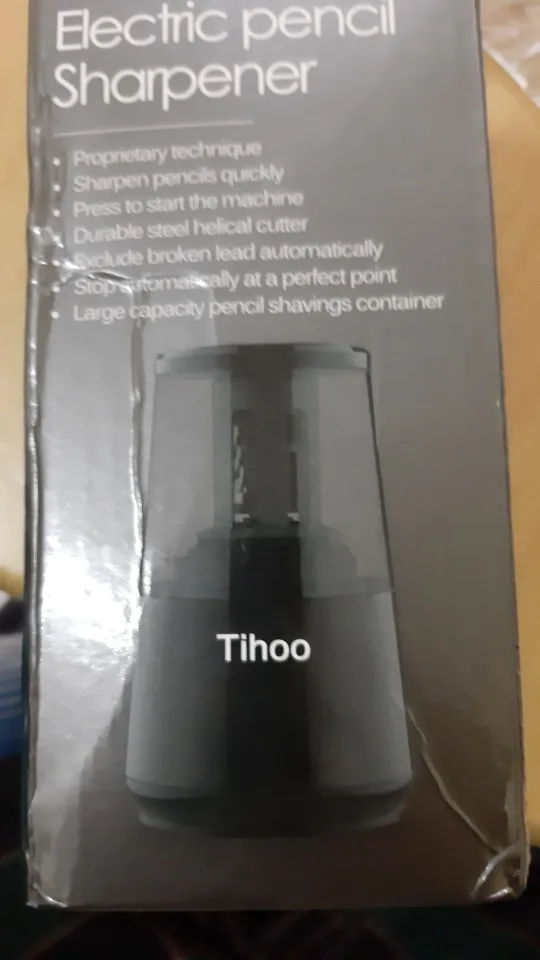 Electric pencil
Sharpener
• Proprietary technique
• Sharpen pencils quickly
• Press to start the machine
• Durable steel helical cutter
• Exclude broken lead automatically
• Stop automatically at a perfect point
• Large capacity pencil shavings container
Tihoo